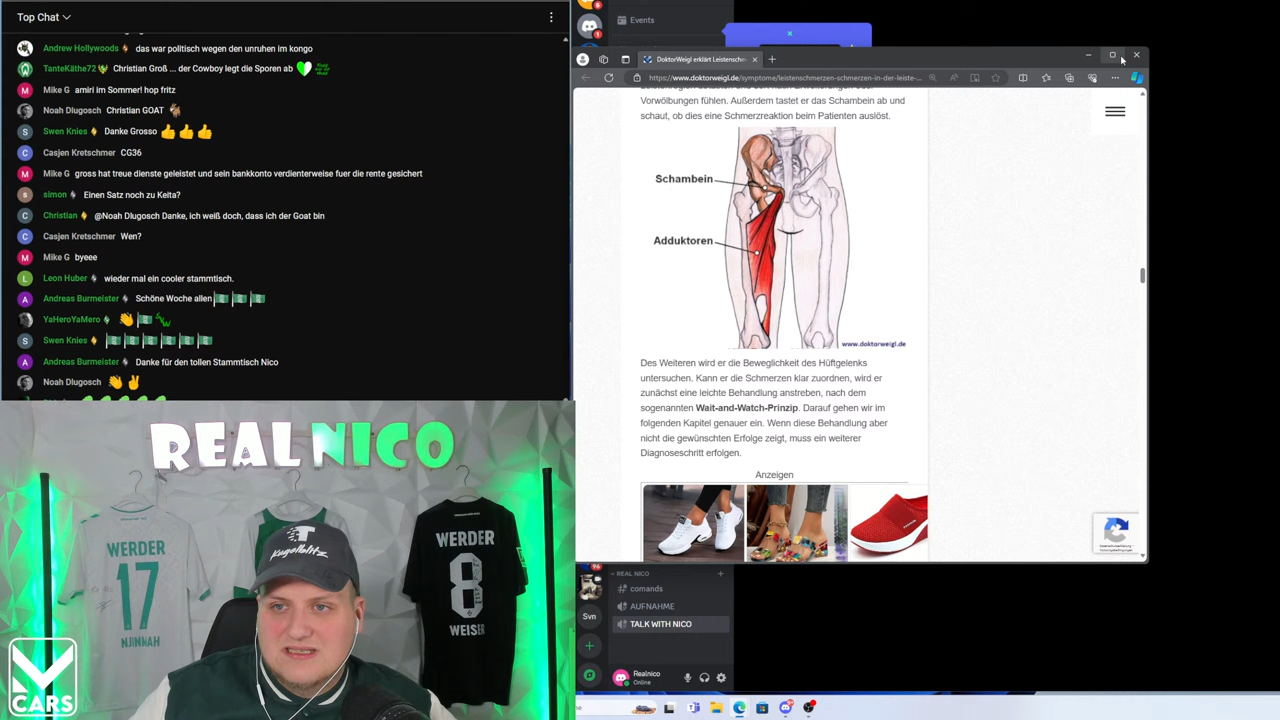 Top Chat
Andrew Hollywoods das war politisch wegen den unruhen im kongo
TanteKäthe72 Christian Groß ... der Cowboy legt die Sporen ab
Mike G amiri im Sommer! hop fritz
Noah Dlugosch Christian GOAT
Swen Knies Danke Grosso
Casjen Kretschmer CG36
Mike G gross hat treue dienste geleistet und sein bankkonto verdienterweise fuer die rente gesichert
simon Einen Satz noch zu Keita?
Christian @Noah Dlugosch Danke, ich weiß doch, dass ich der Goat bin
Casjen Kretschmer Wen?
Mike G byeee
Leon Huber wieder mal ein cooler stammtisch.
Andreas Burmeister Schöne Woche allen
YaHeroYaMero
Swen Knies
Andreas Burmeister Danke für den tollen Stammtisch Nico
Noah Dlugosch
REALNICO
WERDER
17
NJINMAH
T
Kugelblitz
WERDER
8
WEISER
CARS
Events
DoktorWeigl erklärt Leistenschm
https://www.doktorweigl.de/symptome/leistenschmerzen-schmerzen-in-der-leiste-...
Vorwölbungen fühlen. Außerdem tastet er das Schambein ab und
schaut, ob dies eine Schmerzreaktion beim Patienten auslöst.
Schambein
Adduktoren
www.doktorweigl.de
Des Weiteren wird er die Beweglichkeit des Hüftgelenks
untersuchen. Kann er die Schmerzen klar zuordnen, wird er
zunächst eine leichte Behandlung anstreben, nach dem
sogenannten Wait-and-Watch-Prinzip. Darauf gehen wir im
folgenden Kapitel genauer ein. Wenn diese Behandlung aber
nicht die gewünschten Erfolge zeigt, muss ein weiterer
Diagnoseschritt erfolgen.
Anzeigen
REAL NICO
comands
AUFNAHME
Svn
TALK WITH NICO
Realnico
Online